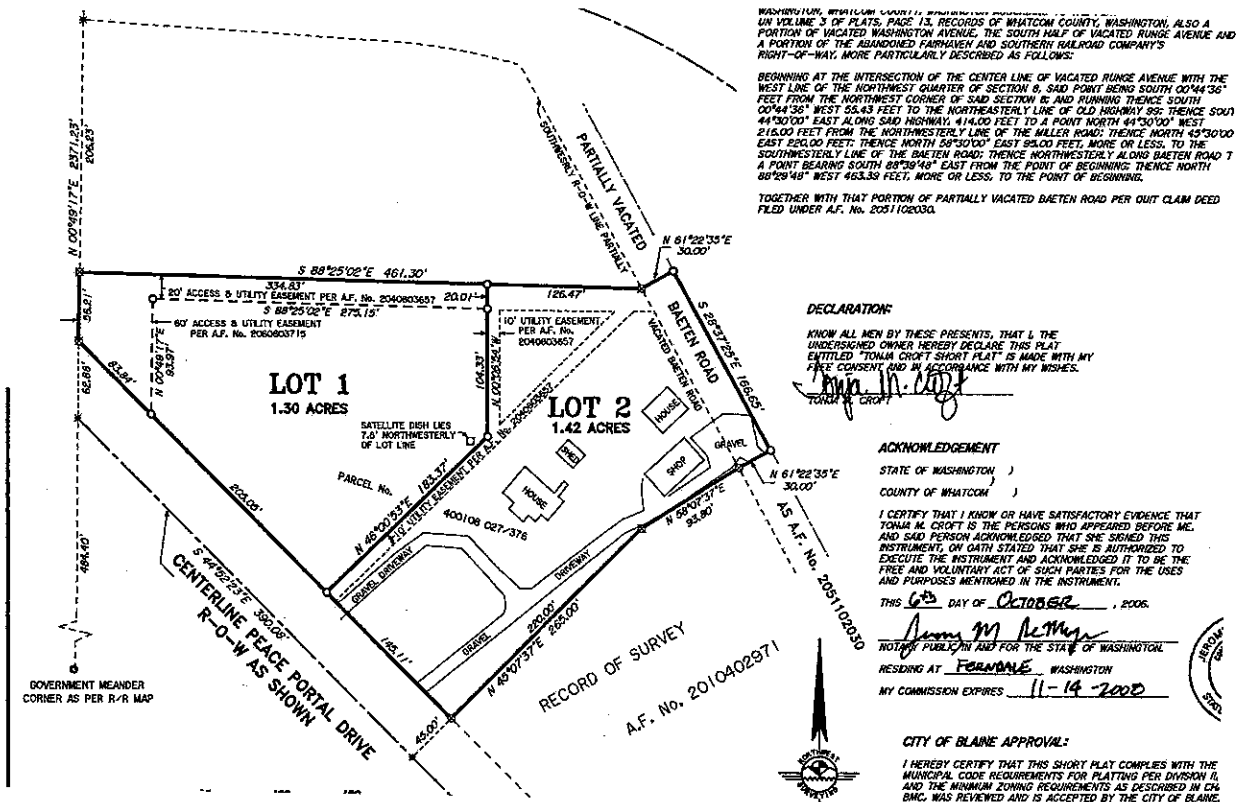 UN VOLUME 3 OF PLATS, PAGE 13, RECORDS OF WHATCOM COUNTY, WASHINGTON, ALSO A
PORTION OF VACATED WASHINGTON AVENUE, THE SOUTH HALF OF VACATED RUNGE AVENUE AND
A PORTION OF THE ABANDONED FAIRHAVEN AND SOUTHERN RAILROAD COMPANY'S
RIGHT-OF-WAY, MORE PARTICULARLY DESCRIBED AS FOLLOWS:
BEGINNING AT THE INTERSECTION OF THE CENTER LINE OF VACATED RUNGE AVENUE WITH THE
WEST LINE OF THE NORTHWEST QUARTER OF SECTION 8, SAID POINT BEING SOUTH 00°44'36"
FEET FROM THE NORTHWEST CORNER OF SAID SECTION 8; AND RUNNING THENCE SOUTH
00°44'36" WEST 55.43 FEET TO THE NORTHEASTERLY LINE OF OLD HIGHWAY 99; THENCE SOUT
44°30'00" EAST ALONG SAID HIGHWAY, 414.00 FEET TO A POINT NORTH 44°30'00" WEST
216.00 FEET FROM THE NORTHWESTERLY LINE OF THE MILLER ROAD; THENCE NORTH 45°30'00
EAST 220.00 FEET; THENCE NORTH 58°30'00" EAST 95.00 FEET, MORE OR LESS, TO THE
SOUTHWESTERLY LINE OF THE BAETEN ROAD; THENCE NORTHWESTERLY ALONG BAETEN ROAD T
A POINT BEARING SOUTH 88°39'48" EAST FROM THE POINT OF BEGINNING; THENCE NORTH
88°29'48" WEST 463.39 FEET, MORE OR LESS, TO THE POINT OF BEGINNING.
TOGETHER WITH THAT PORTION OF PARTIALLY VACATED BAETEN ROAD PER QUIT CLAIM DEED
FILED UNDER A.F. No. 2051102030.
N 00°49'17"E 2371.23'
206.23'
PARTIALLY VACATED
BAETEN ROAD
SOUTHWESTERLY R-O-W LINE PARTIALLY
VACATED BAETEN ROAD
AS A.F. NO. 2051102030
N 61°22'35"E
30.00'
S 88°25'02"E 461.30'
334.83'
126.47'
20' ACCESS & UTILITY EASEMENT PER A.F. No. 2040803657
20.01'
S 88°25'02"E 275.15'
60' ACCESS & UTILITY EASEMENT
PER A.F. No. 2060803715
10' UTILITY EASEMENT
PER A.F. No.
2040803657
N 00°49'17"E
93.97'
56.21'
62.88'
83.84'
104.33'
S 28°37'25"E 166.65'
LOT 1
1.30 ACRES
LOT 2
1.42 ACRES
SATELLITE DISH LIES
7.6' NORTHWESTERLY
OF LOT LINE
HOUSE
SHED
HOUSE
SHOP
GRAVEL
PARCEL No.
400108 027/376
N 46°00'53"E 183.37'
N 61°22'35"E
30.00'
N 58°07'37"E
93.80'
GRAVEL DRIVEWAY
DRIVEWAY
GRAVEL
205.06'
145.11'
220.00'
N 45°07'37"E 265.00'
45.00'
484.40'
S 44°52'23"E 390.08'
CENTERLINE PEACE PORTAL DRIVE
R-O-W AS SHOWN
RECORD OF SURVEY
A.F. No. 2010402971
GOVERNMENT MEANDER
CORNER AS PER R/R MAP
NORTHWEST
SURVEYING
DECLARATION:
KNOW ALL MEN BY THESE PRESENTS, THAT I, THE
UNDERSIGNED OWNER HEREBY DECLARE THIS PLAT
ENTITLED "TONJA CROFT SHORT PLAT" IS MADE WITH MY
FREE CONSENT AND IN ACCORDANCE WITH MY WISHES.
Tonja M. Croft
TONJA M. CROFT
ACKNOWLEDGEMENT
STATE OF WASHINGTON )
)
COUNTY OF WHATCOM )
I CERTIFY THAT I KNOW OR HAVE SATISFACTORY EVIDENCE THAT
TONJA M. CROFT IS THE PERSONS WHO APPEARED BEFORE ME,
AND SAID PERSON ACKNOWLEDGED THAT SHE SIGNED THIS
INSTRUMENT, ON OATH STATED THAT SHE IS AUTHORIZED TO
EXECUTE THE INSTRUMENT AND ACKNOWLEDGED IT TO BE THE
FREE AND VOLUNTARY ACT OF SUCH PARTIES FOR THE USES
AND PURPOSES MENTIONED IN THE INSTRUMENT.
THIS 6th DAY OF OCTOBER , 2006.
NOTARY PUBLIC IN AND FOR THE STATE OF WASHINGTON.
RESIDING AT FERNDALE WASHINGTON
MY COMMISSION EXPIRES 11-14-2008
CITY OF BLAINE APPROVAL:
I HEREBY CERTIFY THAT THIS SHORT PLAT COMPLIES WITH THE
MUNICIPAL CODE REQUIREMENTS FOR PLATTING PER DIVISION II,
AND THE MINIMUM ZONING REQUIREMENTS AS DESCRIBED IN CH
BMC, WAS REVIEWED AND IS ACCEPTED BY THE CITY OF BLAINE.